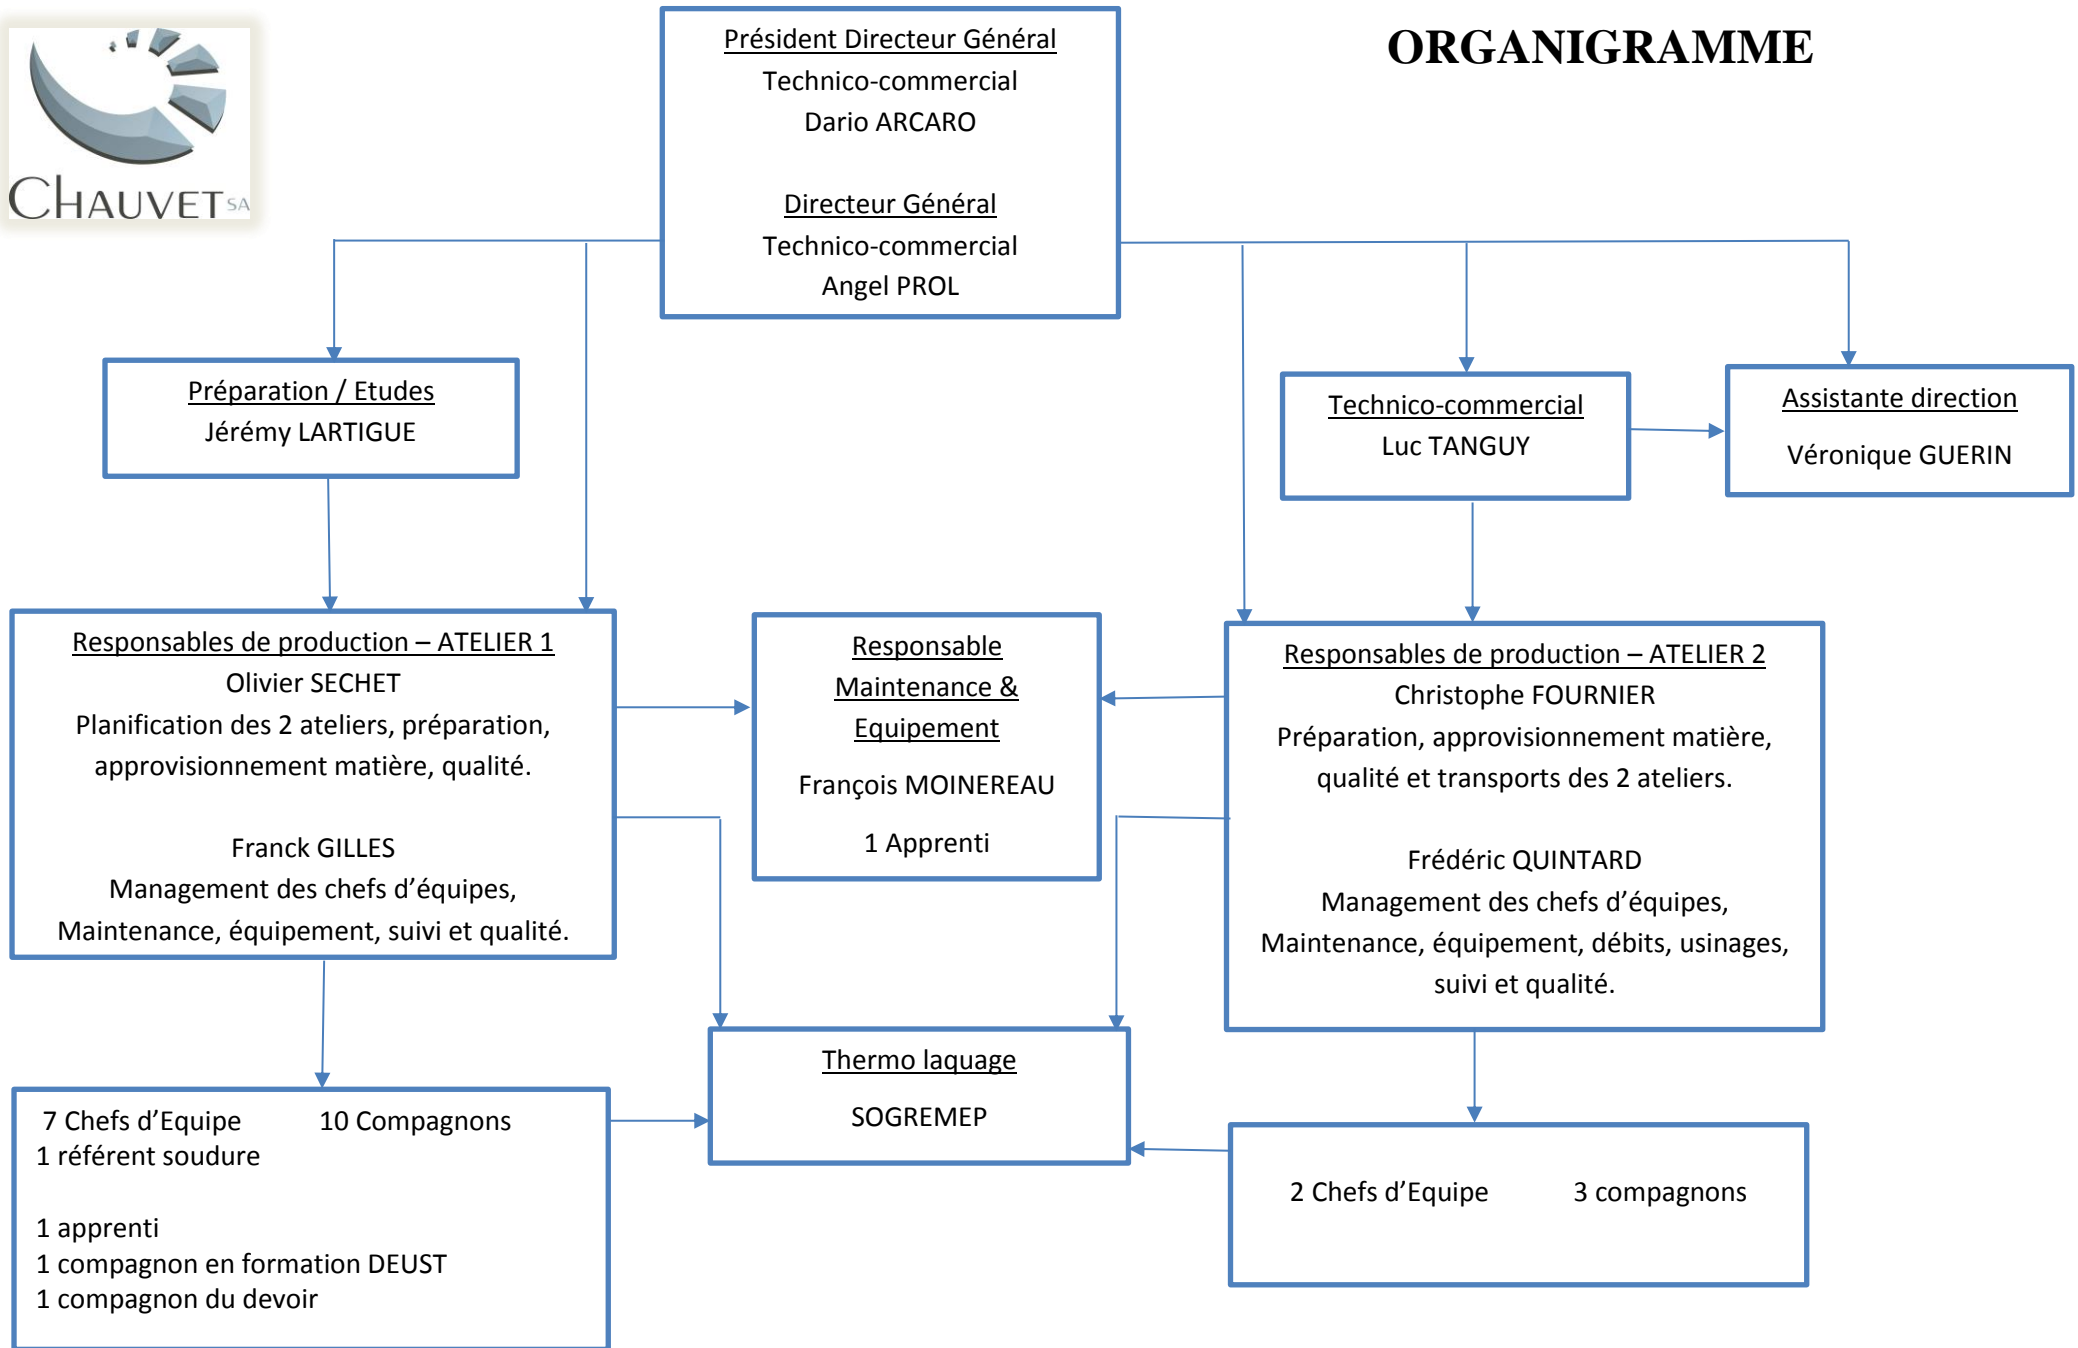 CHAUVET SA
ORGANIGRAMME
Président Directeur Général
Technico-commercial
Dario ARCARO
Directeur Général
Technico-commercial
Angel PROL
Préparation / Etudes
Jérémy LARTIGUE
Technico-commercial
Luc TANGUY
Assistante direction
Véronique GUERIN
Responsables de production – ATELIER 1
Olivier SECHET
Planification des 2 ateliers, préparation,
approvisionnement matière, qualité.
Franck GILLES
Management des chefs d’équipes,
Maintenance, équipement, suivi et qualité.
Responsable
Maintenance &
Equipement
François MOINEREAU
1 Apprenti
Responsables de production – ATELIER 2
Christophe FOURNIER
Préparation, approvisionnement matière,
qualité et transports des 2 ateliers.
Frédéric QUINTARD
Management des chefs d’équipes,
Maintenance, équipement, débits, usinages,
suivi et qualité.
Thermo laquage
SOGREMEP
7 Chefs d’Equipe 10 Compagnons
1 référent soudure
1 apprenti
1 compagnon en formation DEUST
1 compagnon du devoir
2 Chefs d’Equipe 3 compagnons